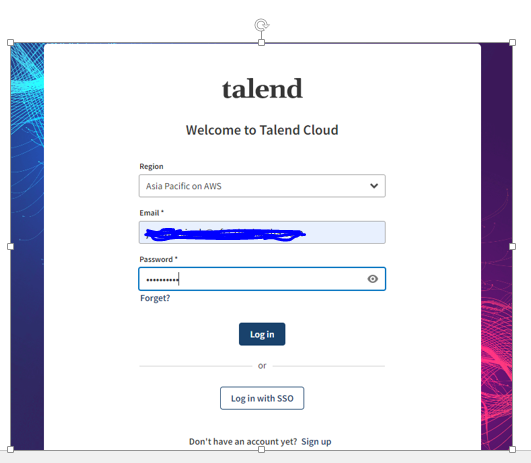 talend
Welcome to Talend Cloud
Region
Asia Pacific on AWS
Email *
Password *
••••••••••
Forget?
Log in
or
Log in with SSO
Don't have an account yet? Sign up